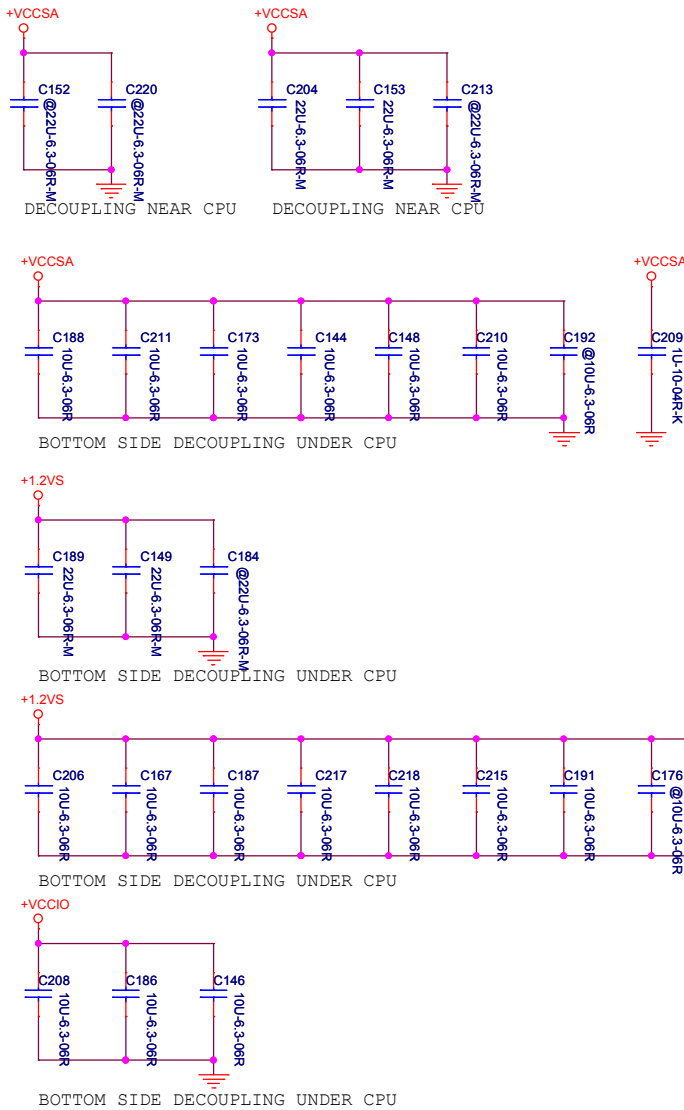 +VCCSA +VCCSA
C152 C220 C204 C153 C213
@22U-6.3-06R-M @22U-6.3-06R-M 22U-6.3-06R-M 22U-6.3-06R-M @22U-6.3-06R-M
DECOUPLING NEAR CPU DECOUPLING NEAR CPU
+VCCSA +VCCSA
C188 C211 C173 C144 C148 C210 C192 C209
10U-6.3-06R 10U-6.3-06R 10U-6.3-06R 10U-6.3-06R 10U-6.3-06R 10U-6.3-06R @10U-6.3-06R 1U-10-04R-K
BOTTOM SIDE DECOUPLING UNDER CPU
+1.2VS
C189 C149 C184
22U-6.3-06R-M 22U-6.3-06R-M @22U-6.3-06R-M
BOTTOM SIDE DECOUPLING UNDER CPU
+1.2VS
C206 C167 C187 C217 C218 C215 C191 C176
10U-6.3-06R 10U-6.3-06R 10U-6.3-06R 10U-6.3-06R 10U-6.3-06R 10U-6.3-06R 10U-6.3-06R @10U-6.3-06R
BOTTOM SIDE DECOUPLING UNDER CPU
+VCCIO
C208 C186 C146
10U-6.3-06R 10U-6.3-06R 10U-6.3-06R
BOTTOM SIDE DECOUPLING UNDER CPU